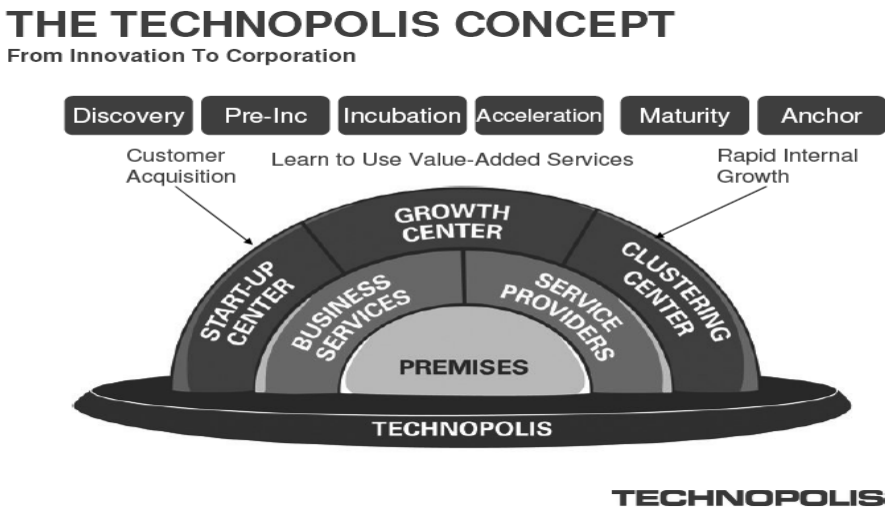 THE TECHNOPOLIS CONCEPT
From Innovation To Corporation
Discovery Pre-Inc Incubation Acceleration Maturity Anchor
Customer
Acquisition
Learn to Use Value-Added Services
Rapid Internal
Growth
START-UP
CENTER
GROWTH
CENTER
CLUSTERING
CENTER
BUSINESS
SERVICES
SERVICE
PROVIDERS
PREMISES
TECHNOPOLIS
TECHNOPOLIS